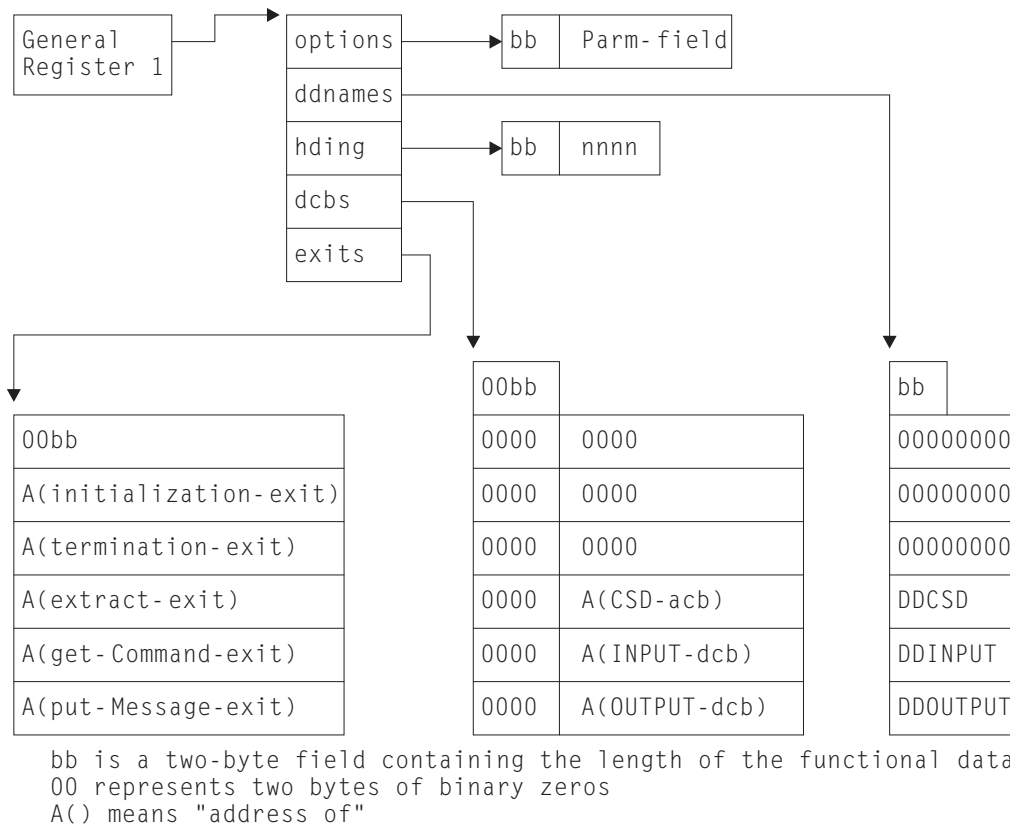 General
Register 1
options
bb Parm-field
ddnames
hding
bb nnnn
dcbs
exits
00bb
A(initialization-exit)
A(termination-exit)
A(extract-exit)
A(get-Command-exit)
A(put-Message-exit)
00bb
0000 0000
0000 0000
0000 0000
0000 A(CSD-acb)
0000 A(INPUT-dcb)
0000 A(OUTPUT-dcb)
bb
00000000
00000000
00000000
DDCSD
DDINPUT
DDOUTPUT
bb is a two-byte field containing the length of the functional data
00 represents two bytes of binary zeros
A() means "address of"